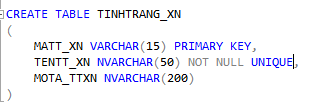 CREATE TABLE TINHTRANG_XN
(
MATT_XN VARCHAR(15) PRIMARY KEY,
TENTT_XN NVARCHAR(50) NOT NULL UNIQUE,
MOTA_TTXN NVARCHAR(200)
)